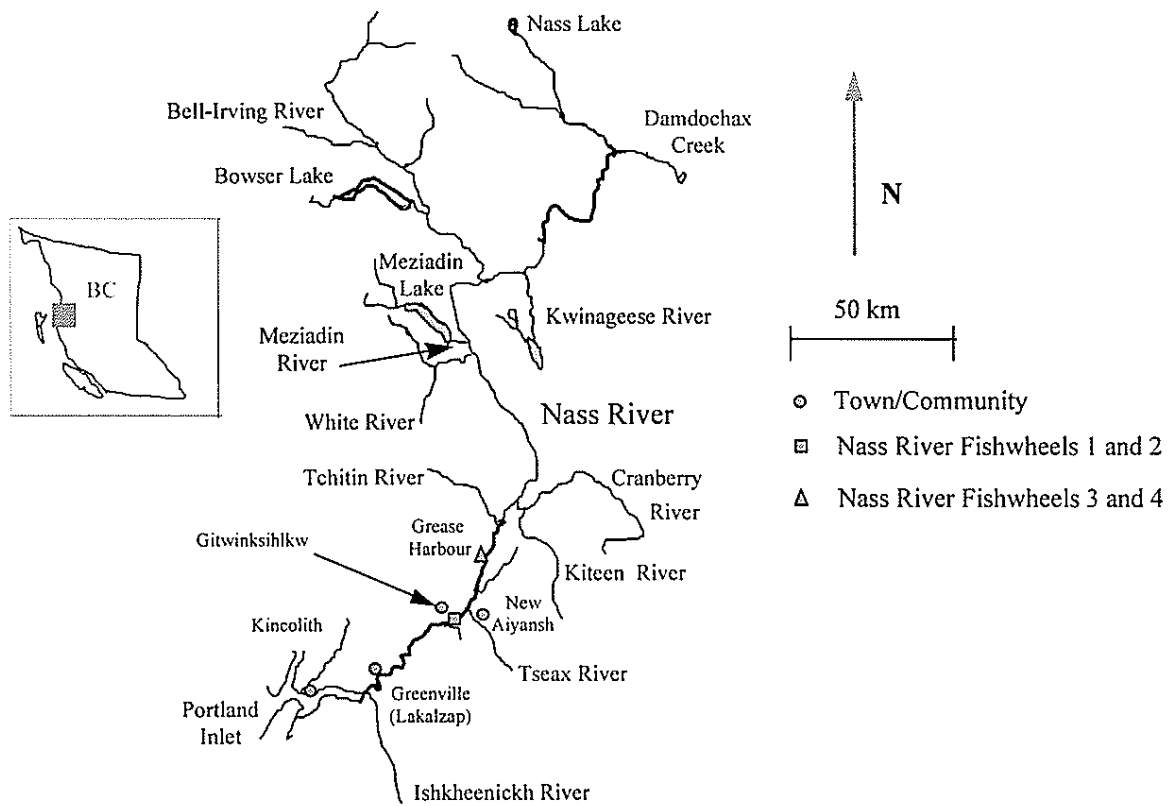 Nass Lake
Bell-Irving River
Damdochax
Creek
Bowser Lake
N
BC
Meziadin
Lake
50 km
Kwinageese River
Meziadin
River
White River
Nass River
Town/Community
Nass River Fishwheels 1 and 2
Nass River Fishwheels 3 and 4
Tchitin River
Cranberry
River
Grease
Harbour
Gitwinksihlkw
Kiteen River
New
Aiyansh
Kincolith
Tseax River
Greenville
(Lakalzap)
Portland
Inlet
Ishkheenickh River